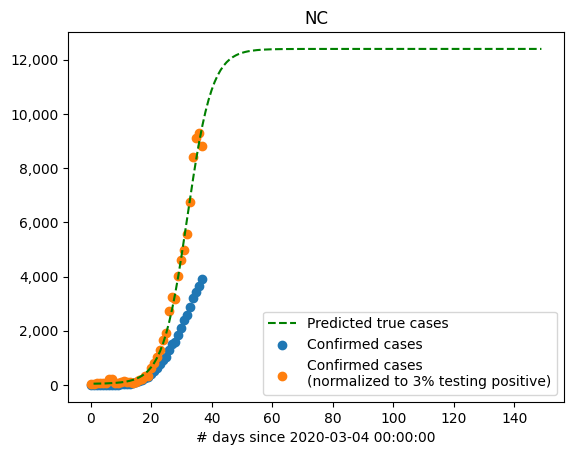 NC
12,000
10,000
8,000
6,000
4,000
2,000
0
Predicted true cases
Confirmed cases
Confirmed cases
(normalized to 3% testing positive)
0 20 40 60 80 100 120 140
# days since 2020-03-04 00:00:00